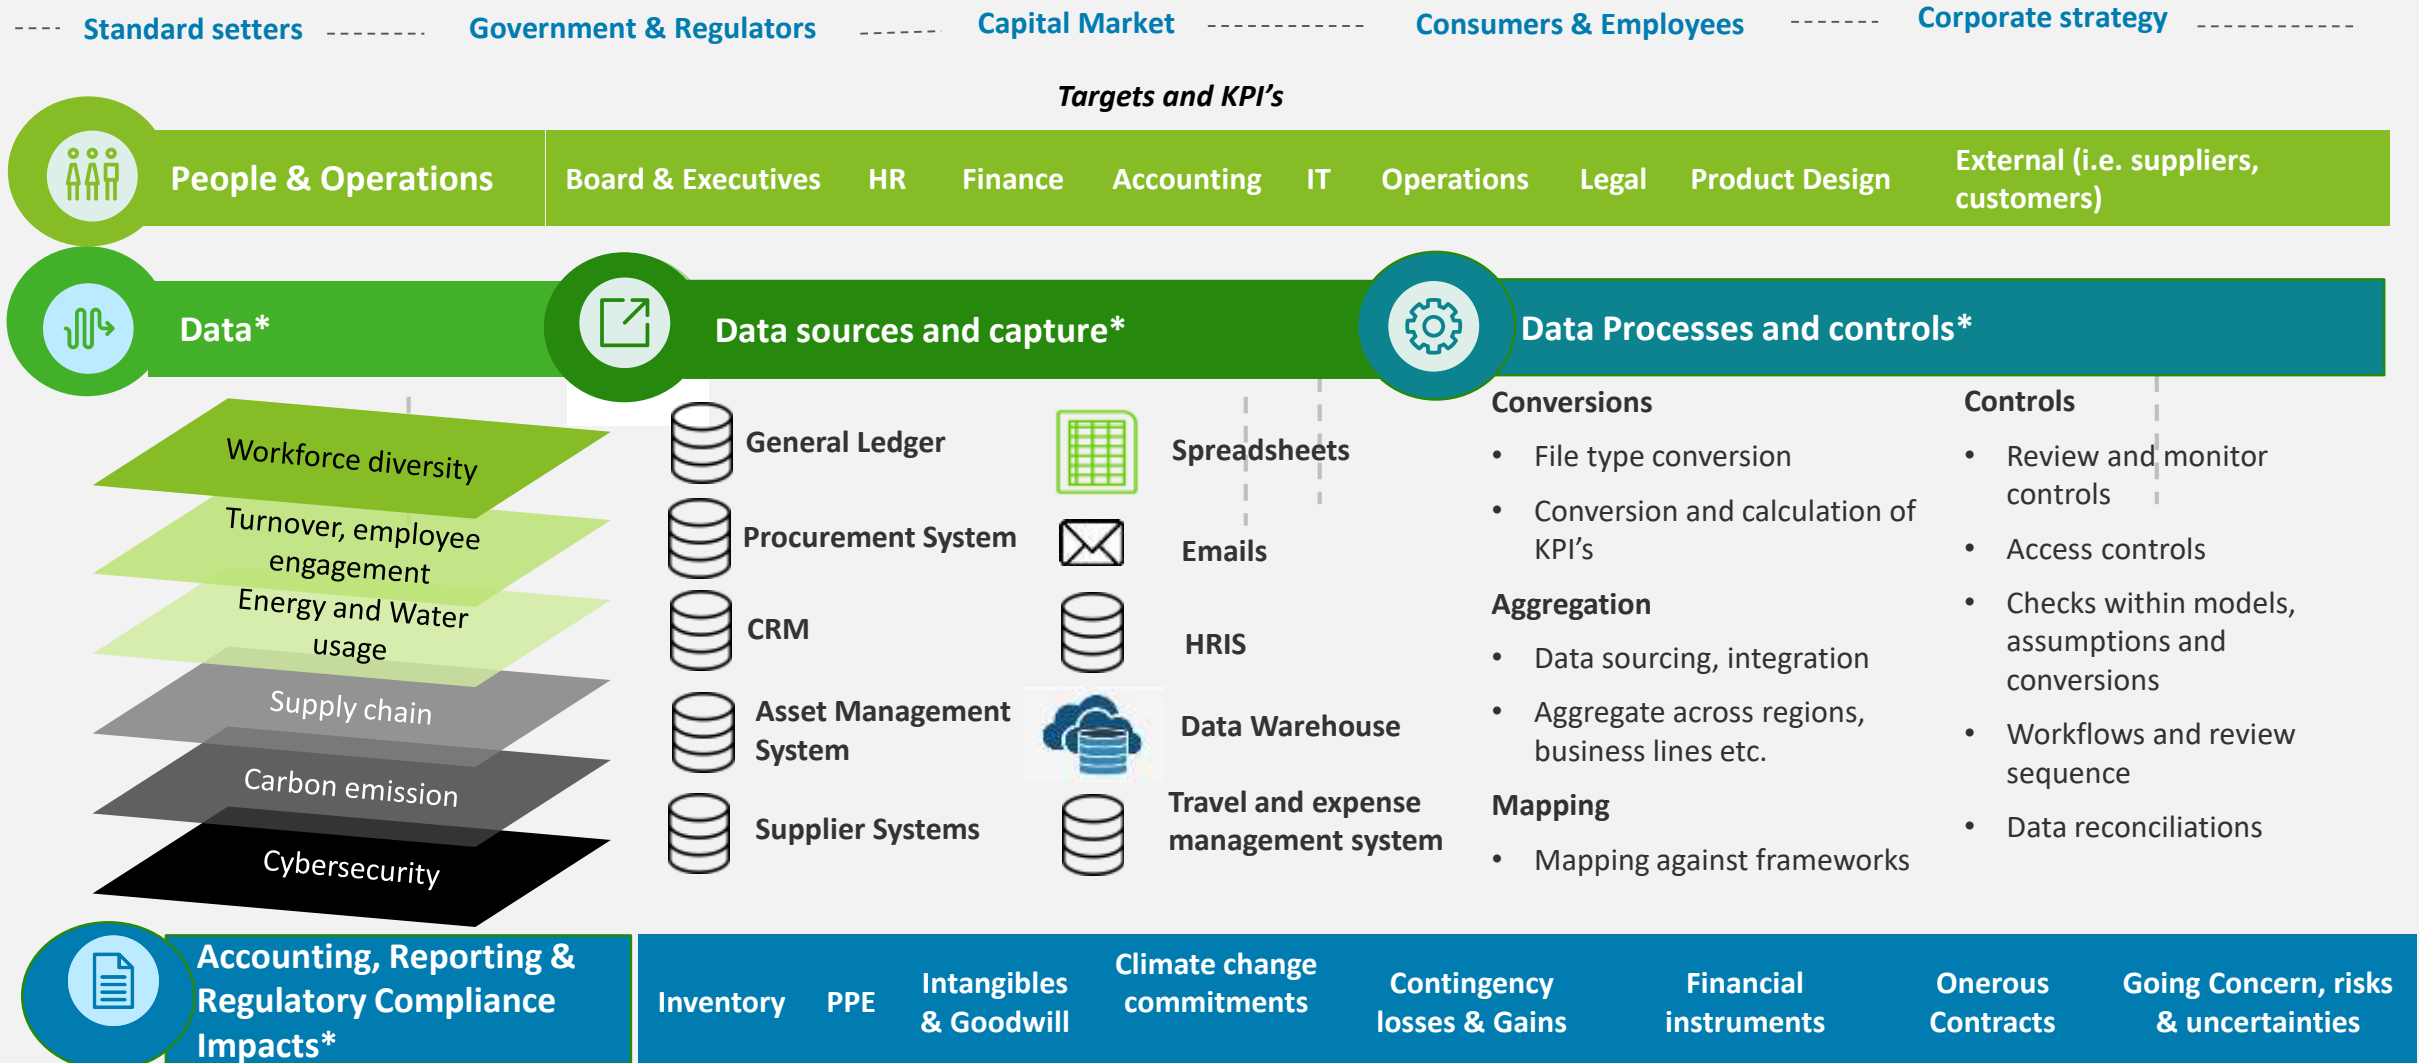 Standard setters
Government & Regulators
Capital Market
Consumers & Employees
Corporate strategy
Targets and KPI’s
People & Operations
Board & Executives
HR
Finance
Accounting
IT
Operations
Legal
Product Design
External (i.e. suppliers,
customers)
Data*
Data sources and capture*
Data Processes and controls*
Workforce diversity
Turnover, employee
engagement
Energy and Water
usage
Supply chain
Carbon emission
Cybersecurity
General Ledger
Procurement System
CRM
Asset Management
System
Supplier Systems
Spreadsheets
Emails
HRIS
Data Warehouse
Travel and expense
management system
Conversions
• File type conversion
• Conversion and calculation of
KPI’s
Aggregation
• Data sourcing, integration
• Aggregate across regions,
business lines etc.
Mapping
• Mapping against frameworks
Controls
• Review and monitor
controls
• Access controls
• Checks within models,
assumptions and
conversions
• Workflows and review
sequence
• Data reconciliations
Accounting, Reporting &
Regulatory Compliance
Impacts*
Inventory
PPE
Intangibles
& Goodwill
Climate change
commitments
Contingency
losses & Gains
Financial
instruments
Onerous
Contracts
Going Concern, risks
& uncertainties